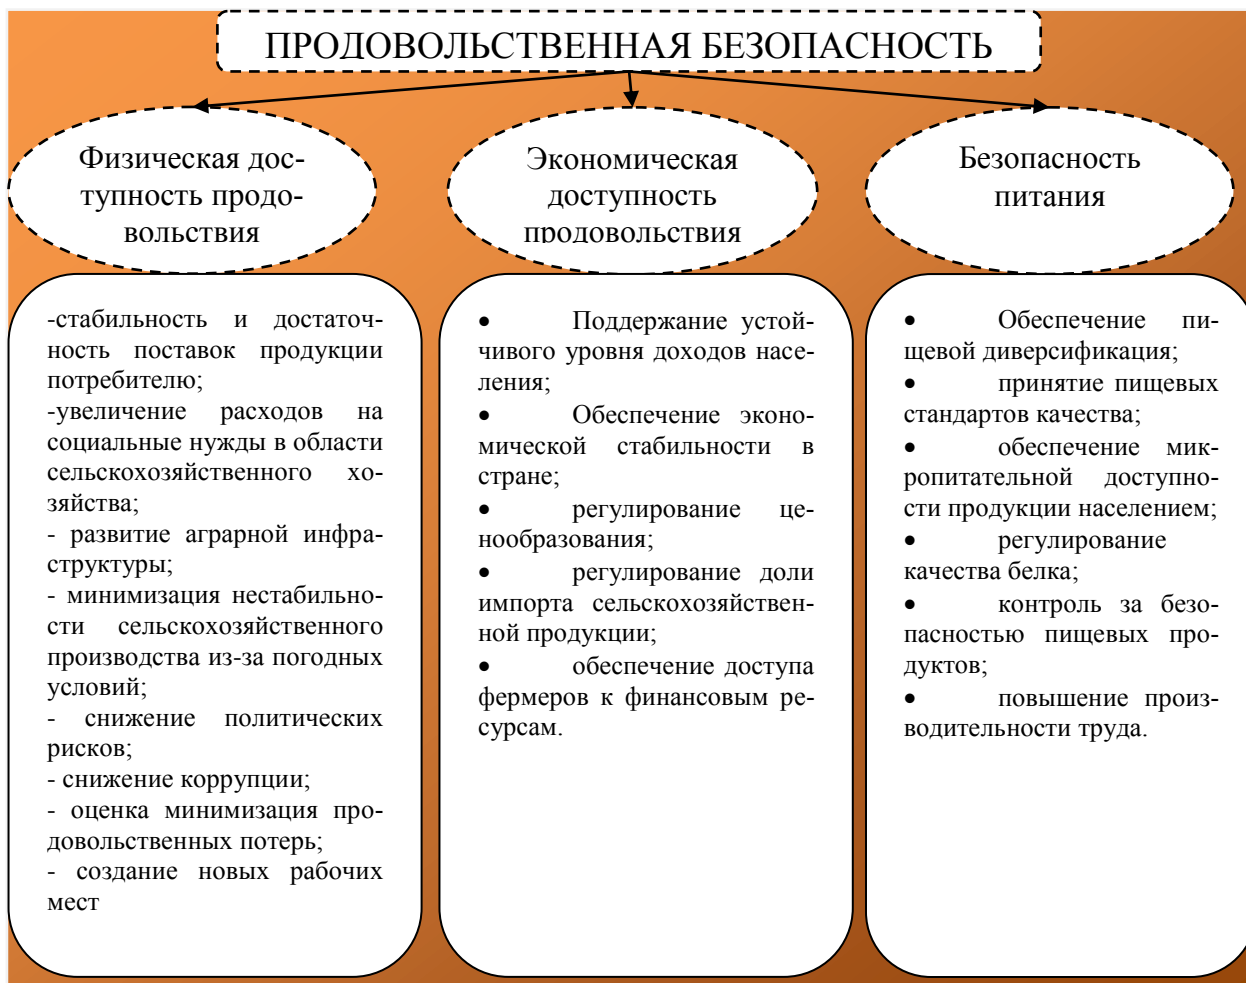 ПРОДОВОЛЬСТВЕННАЯ БЕЗОПАСНОСТЬ
Физическая дос-
тупность продо-
вольствия
-стабильность и достаточ-
ность поставок продукции
потребителю;
-увеличение расходов на
социальные нужды в области
сельскохозяйственного хо-
зяйства;
- развитие аграрной инфра-
структуры;
- минимизация нестабильно-
сти сельскохозяйственного
производства из-за погодных
условий;
- снижение политических
рисков;
- снижение коррупции;
- оценка минимизация про-
довольственных потерь;
- создание новых рабочих
мест
Экономическая
доступность
продовольствия
• Поддержание устой-
чивого уровня доходов насе-
ления;
• Обеспечение эконо-
мической стабильности в
стране;
• регулирование це-
нообразования;
• регулирование доли
импорта сельскохозяйствен-
ной продукции;
• обеспечение доступа
фермеров к финансовым ре-
сурсам.
Безопасность
питания
• Обеспечение пи-
щевой диверсификация;
• принятие пищевых
стандартов качества;
• обеспечение мик-
ропитательной доступно-
сти продукции населением;
• регулирование
качества белка;
• контроль за безо-
пасностью пищевых про-
дуктов;
• повышение произ-
водительности труда.